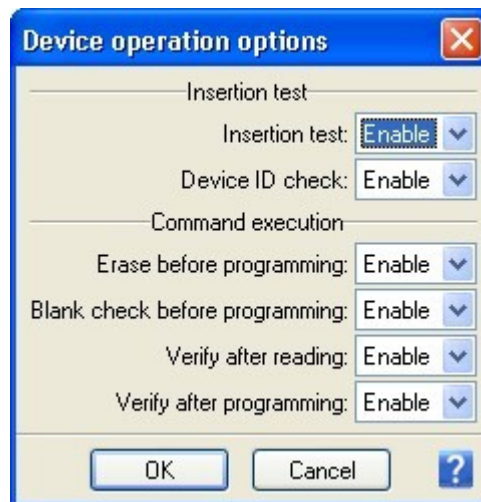 Device operation options
Insertion test
Insertion test: Enable
Device ID check: Enable
Command execution
Erase before programming: Enable
Blank check before programming: Enable
Verify after reading: Enable
Verify after programming: Enable
OK Cancel ?